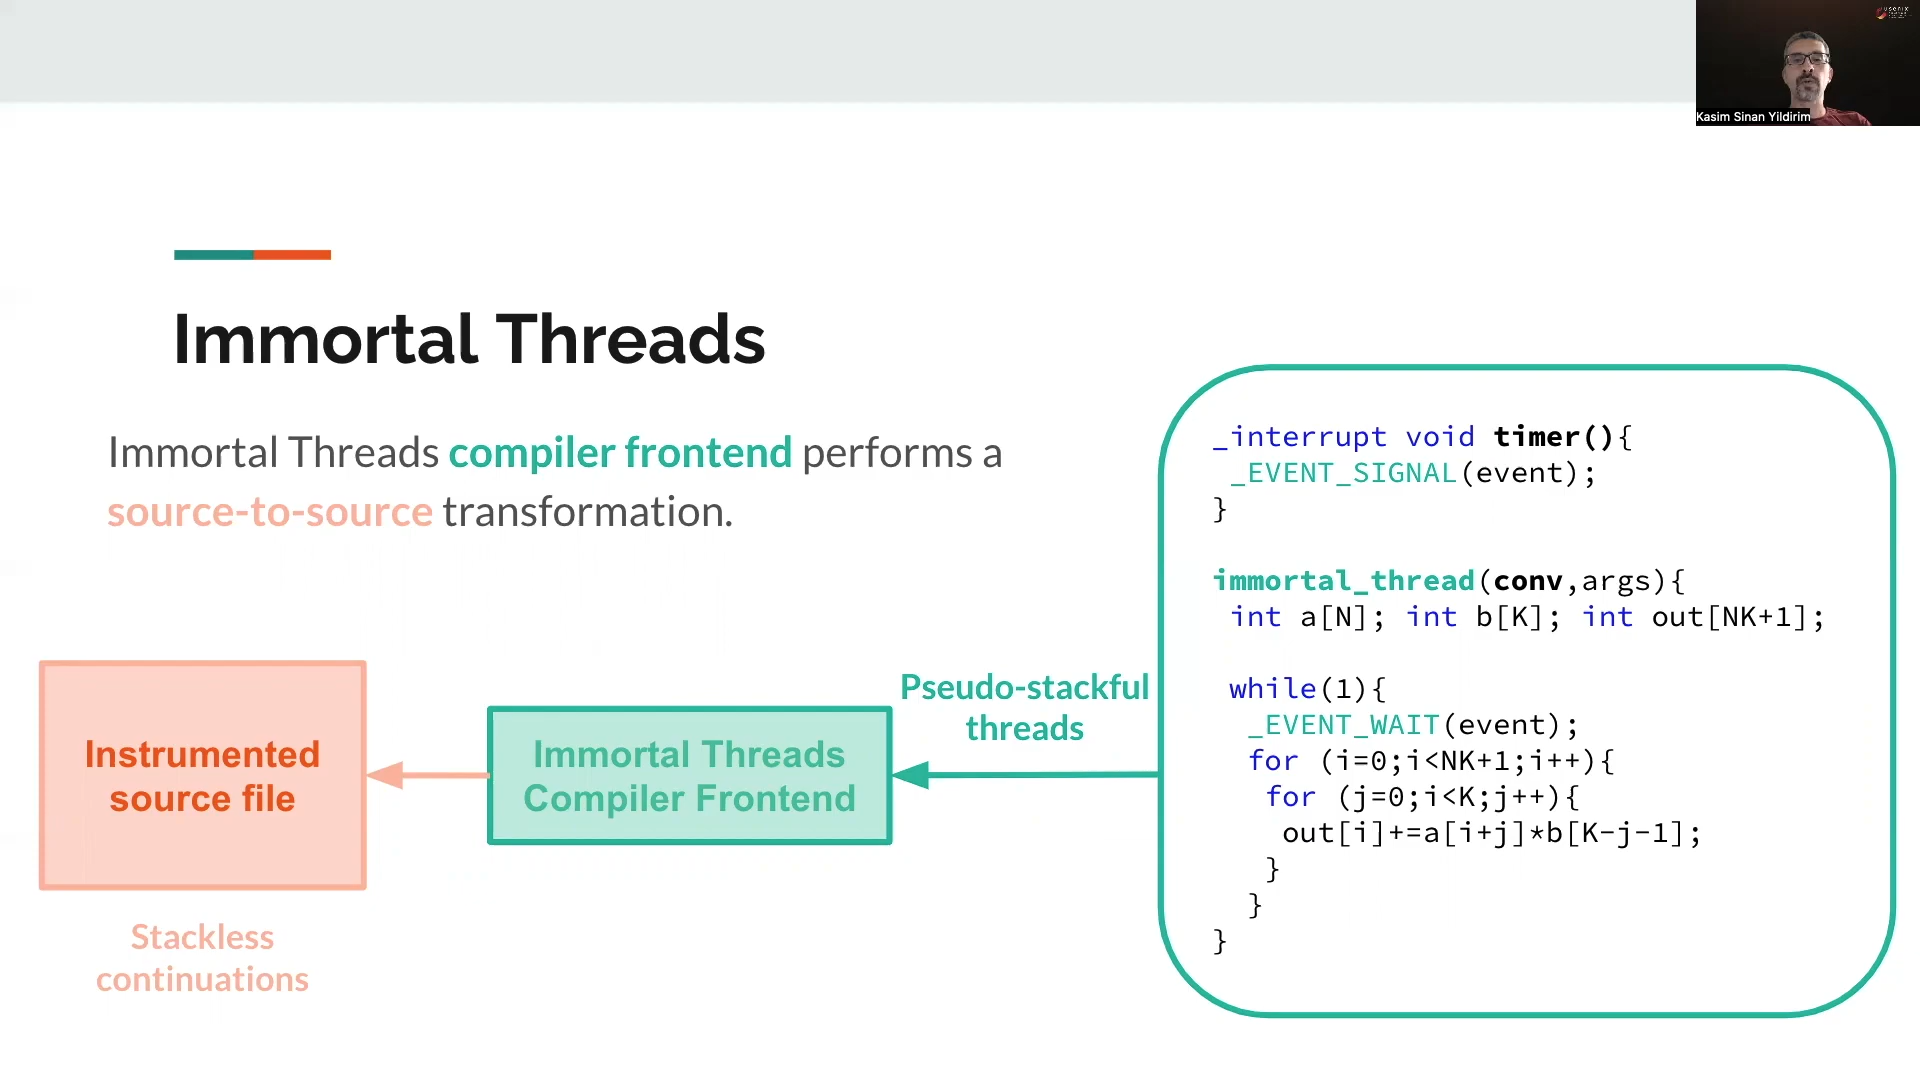 usenix
Kasim Sinan Yildirim
Immortal Threads
Immortal Threads compiler frontend performs a
source-to-source transformation.
Instrumented
source file
Stackless
continuations
Immortal Threads
Compiler Frontend
Pseudo-stackful
threads
_interrupt void timer(){
_EVENT_SIGNAL(event);
}
immortal_thread(conv,args){
int a[N]; int b[K]; int out[NK+1];
while(1){
_EVENT_WAIT(event);
for (i=0;i<NK+1;i++){
for (j=0;i<K;j++){
out[i]+=a[i+j]*b[K-j-1];
}
}
}